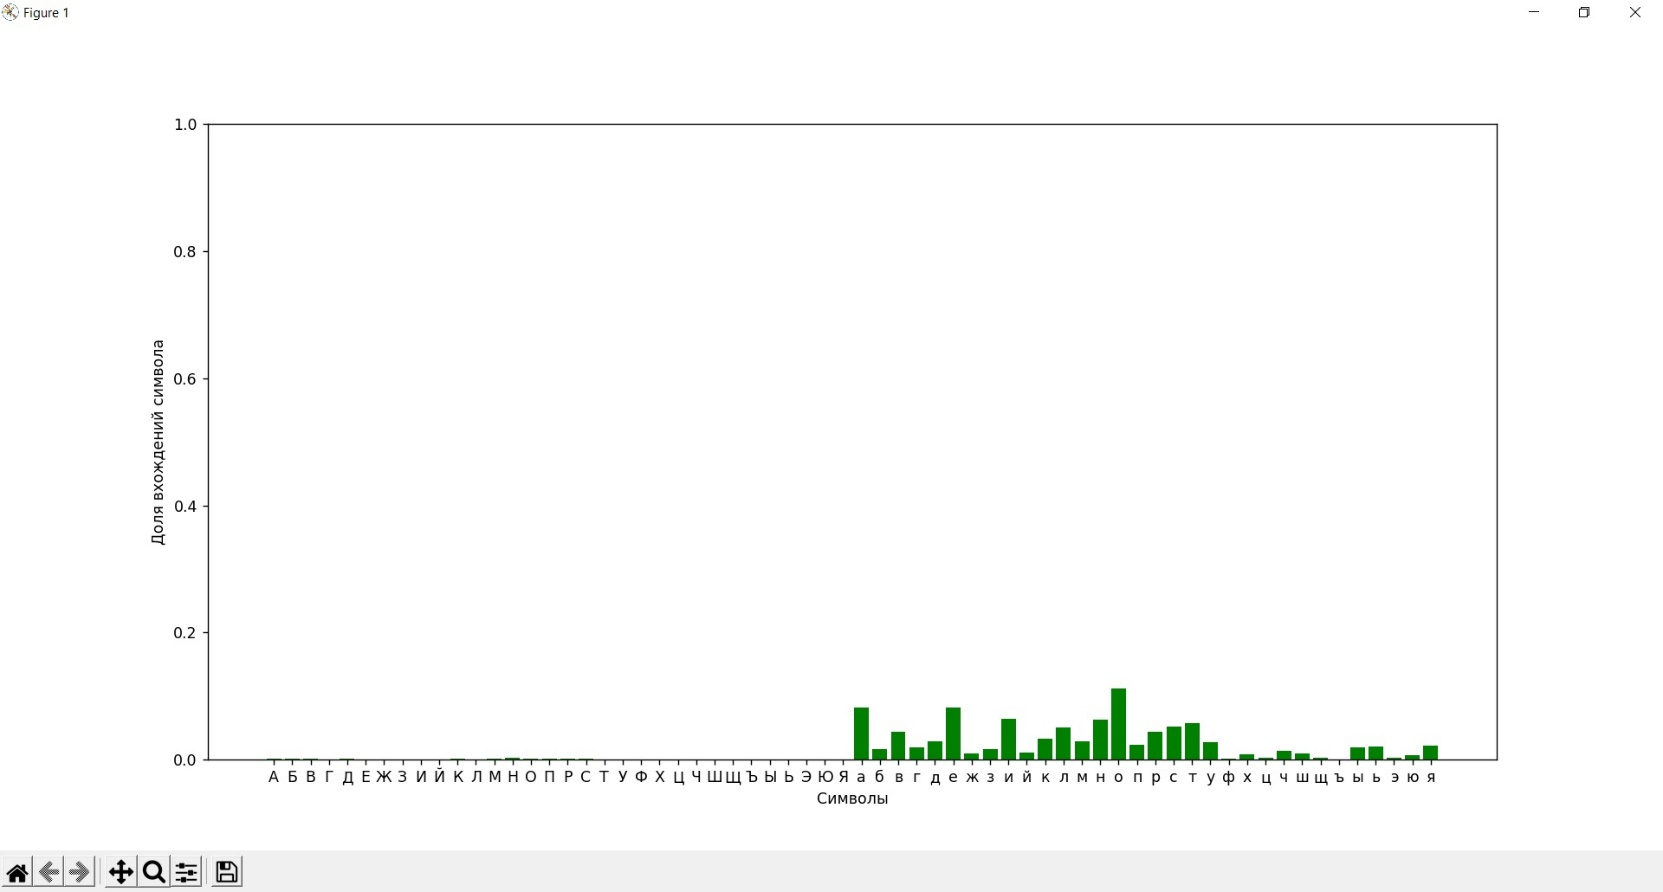 Figure 1
1.0
0.8
0.6
0.4
0.2
0.0
Доля вхождений символа
А Б В Г Д Е Ж З И Й К Л М Н О П Р С Т У Ф Х Ц Ч Ш Щ Ъ Ы Ь Э Ю Я а б в г д е ж з и й к л м н о п р с т у ф х ц ч ш щ ъ ы ь э ю я
Символы